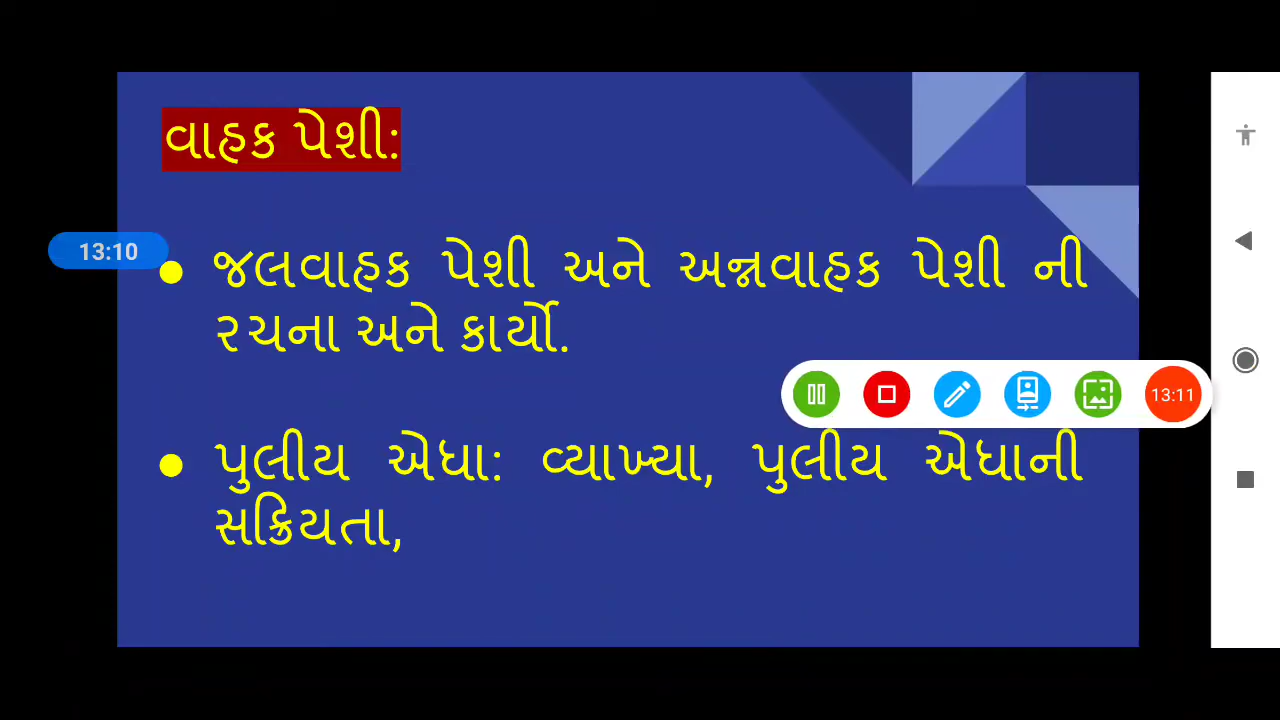 વાહક પેશી:
13:10
જલવાહક પેશી અને અન્નવાહક પેશી ની
રચના અને કાર્યો.
13:11
પુલીય એધા: વ્યાખ્યા, પુલીય એધાની
સક્રિયતા,